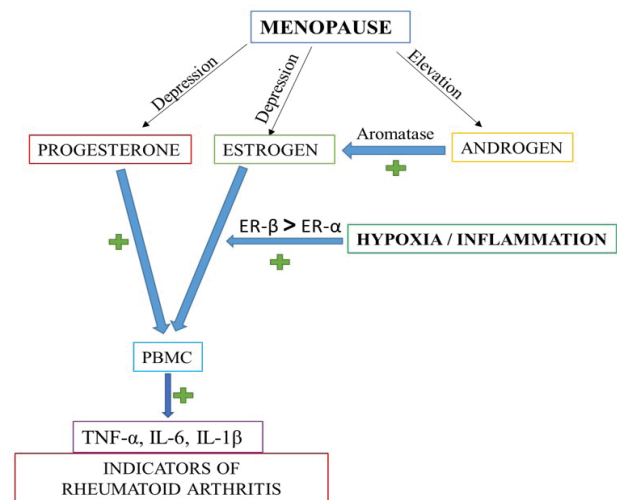 MENOPAUSE
Depression
Depression
Elevation
PROGESTERONE
ESTROGEN
Aromatase
ANDROGEN
ER-β > ER-α
HYPOXIA / INFLAMMATION
PBMC
TNF-α, IL-6, IL-1β
INDICATORS OF
RHEUMATOID ARTHRITIS